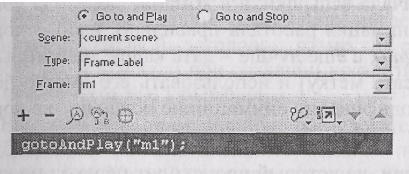 Go to and Play Go to and Stop
Scene: <current scene>
Type: Frame Label
Frame: m1
gotoAndPlay("m1");